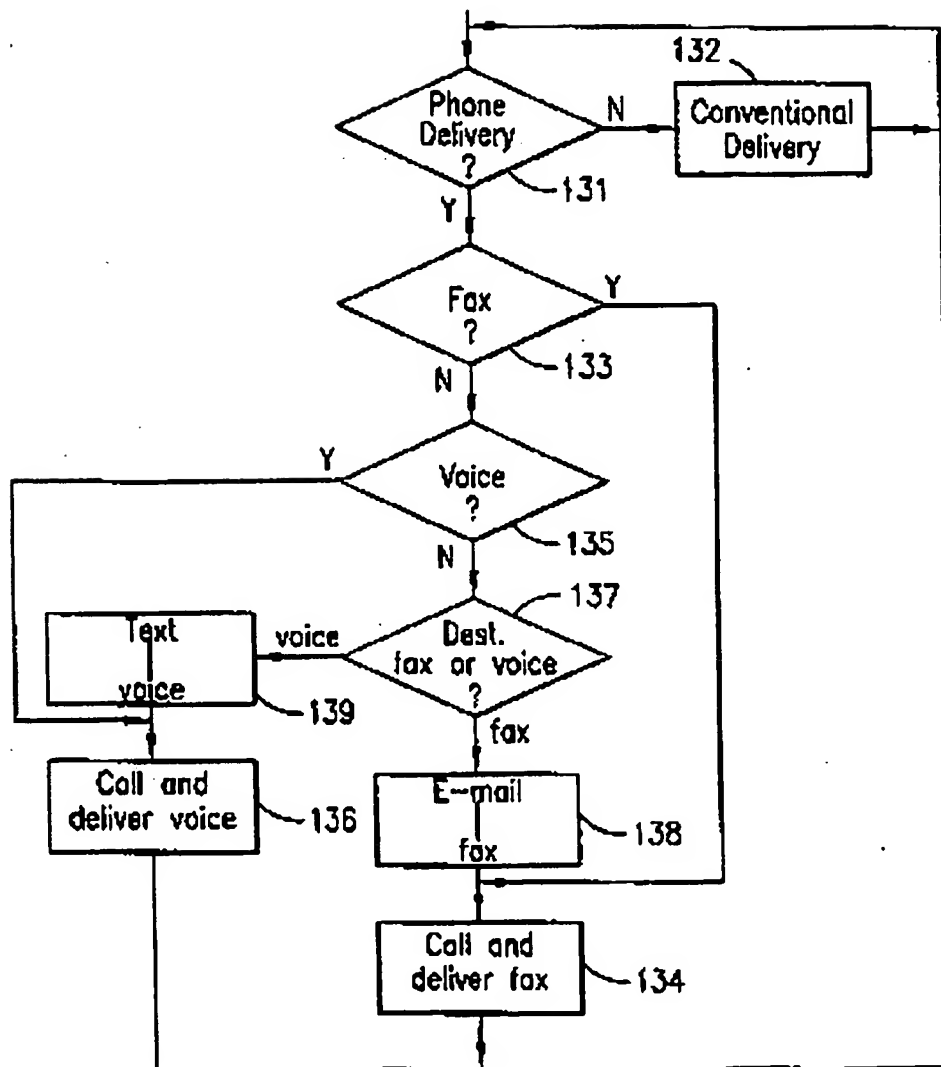 132
Phone
Delivery
?
N
Conventional
Delivery
131
Y
Fax
?
Y
133
N
Y
Voice
?
135
N
137
Text
voice
voice
Dest.
fax or voice
?
139
fax
Call and
deliver voice
136
E-mail
fax
138
Call and
deliver fax
134